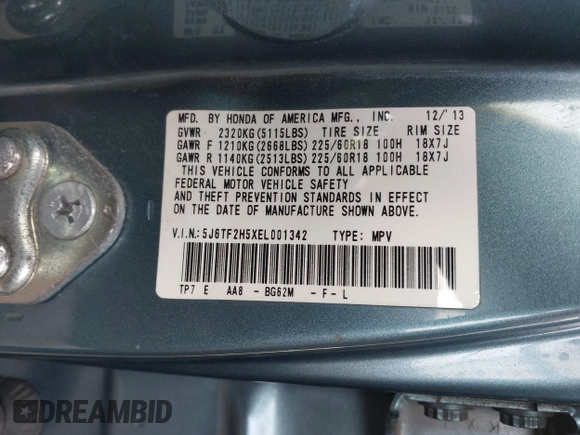 MFD. BY HONDA OF AMERICA MFG., INC. 12/'13
GVWR 2320KG(5115LBS) TIRE SIZE RIM SIZE
GAWR F 1210KG(2668LBS) 225/60R18 100H 18X7J
GAWR R 1140KG(2513LBS) 225/60R18 100H 18X7J
THIS VEHICLE CONFORMS TO ALL APPLICABLE
FEDERAL MOTOR VEHICLE SAFETY
AND THEFT PREVENTION STANDARDS IN EFFECT
ON THE DATE OF MANUFACTURE SHOWN ABOVE.
V.I.N:5J6TF2H5XEL001342 TYPE: MPV
TP7 E AA8 - BG62M - F - L
DREAMBID